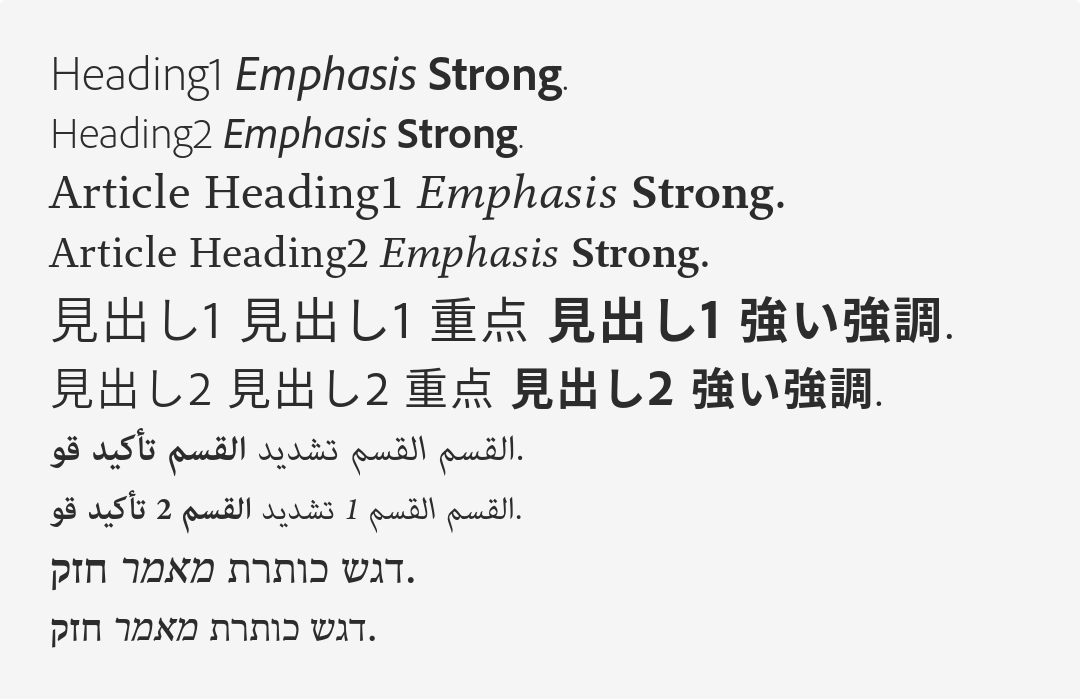 Heading1 Emphasis Strong.
Heading2 Emphasis Strong.
Article Heading1 Emphasis Strong.
Article Heading2 Emphasis Strong.
見出し1 見出し1 重点 見出し1 強い強調.
見出し2 見出し2 重点 見出し2 強い強調.
القسم القسم تشديد القسم تأكيد قو.
القسم القسم 1 تشديد القسم 2 تأكيد قو.
דגש כותרת מאמר חזק.
דגש כותרת מאמר חזק.